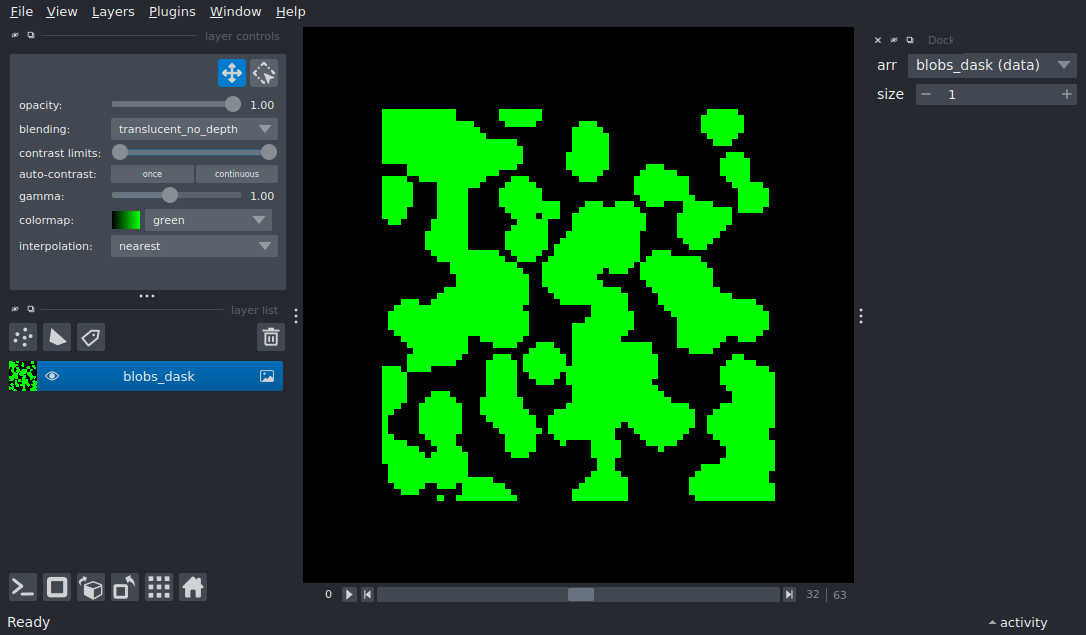 File View Layers Plugins Window Help
layer controls
opacity: 1.00
blending: translucent_no_depth
contrast limits:
auto-contrast: once continuous
gamma: 1.00
colormap: green
interpolation: nearest
layer list
blobs_dask
0 32 63
Ready
Dock
arr blobs_dask (data)
size 1
activity